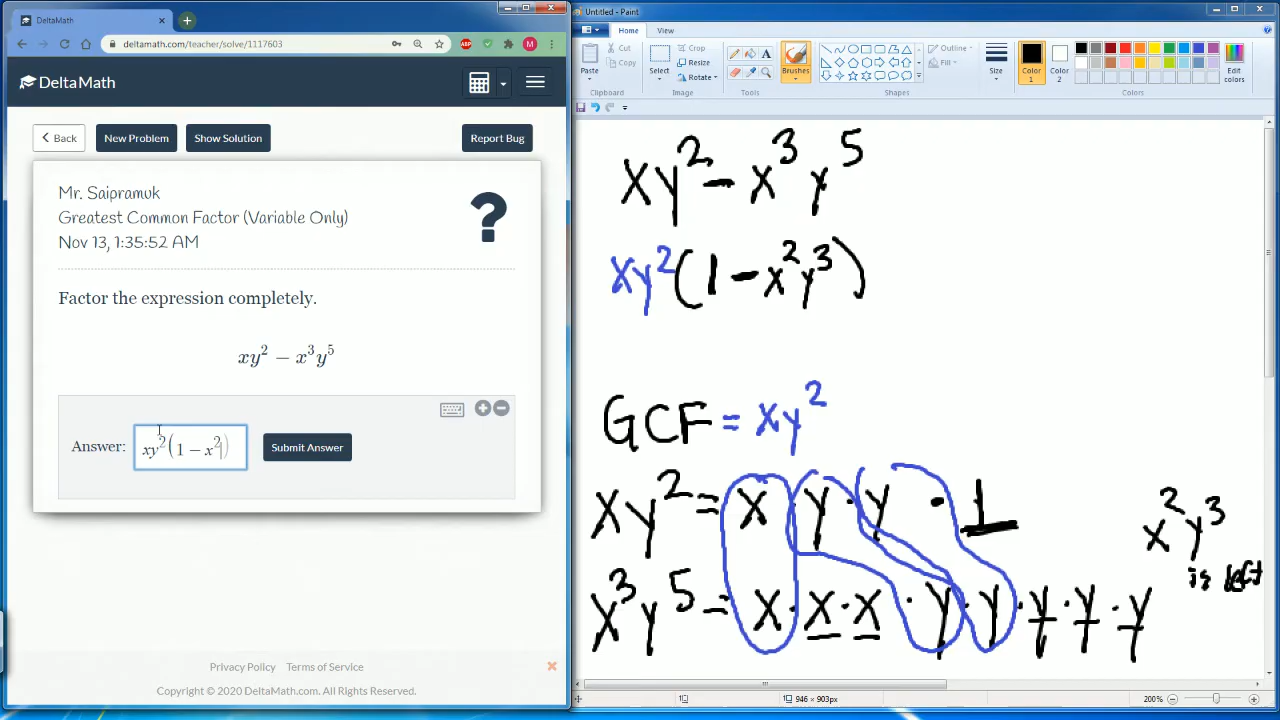 DeltaMath
deltamath.com/teacher/solve/1117603
ABP
M
DeltaMath
Back
New Problem
Show Solution
Report Bug
Mr. Saipramuk
Greatest Common Factor (Variable Only)
Nov 13, 1:35:52 AM
?
Factor the expression completely.
xy² − x³y⁵
Answer:
xy²(1 − x²)
Submit Answer
Privacy Policy
Terms of Service
Copyright © 2020 DeltaMath.com. All Rights Reserved.
Untitled - Paint
Home
View
Paste
Cut
Copy
Clipboard
Select
Crop
Resize
Rotate
Image
A
Tools
Brushes
Outline
Fill
Shapes
Size
Color 1
Color 2
Edit colors
Colors
xy² − x³y⁵
xy²(1 − x²y³)
GCF = xy²
xy² = x y · y · 1
x³y⁵ = x · x · x · y · y · y · y · y
x²y³
is left
946 × 903px
200%